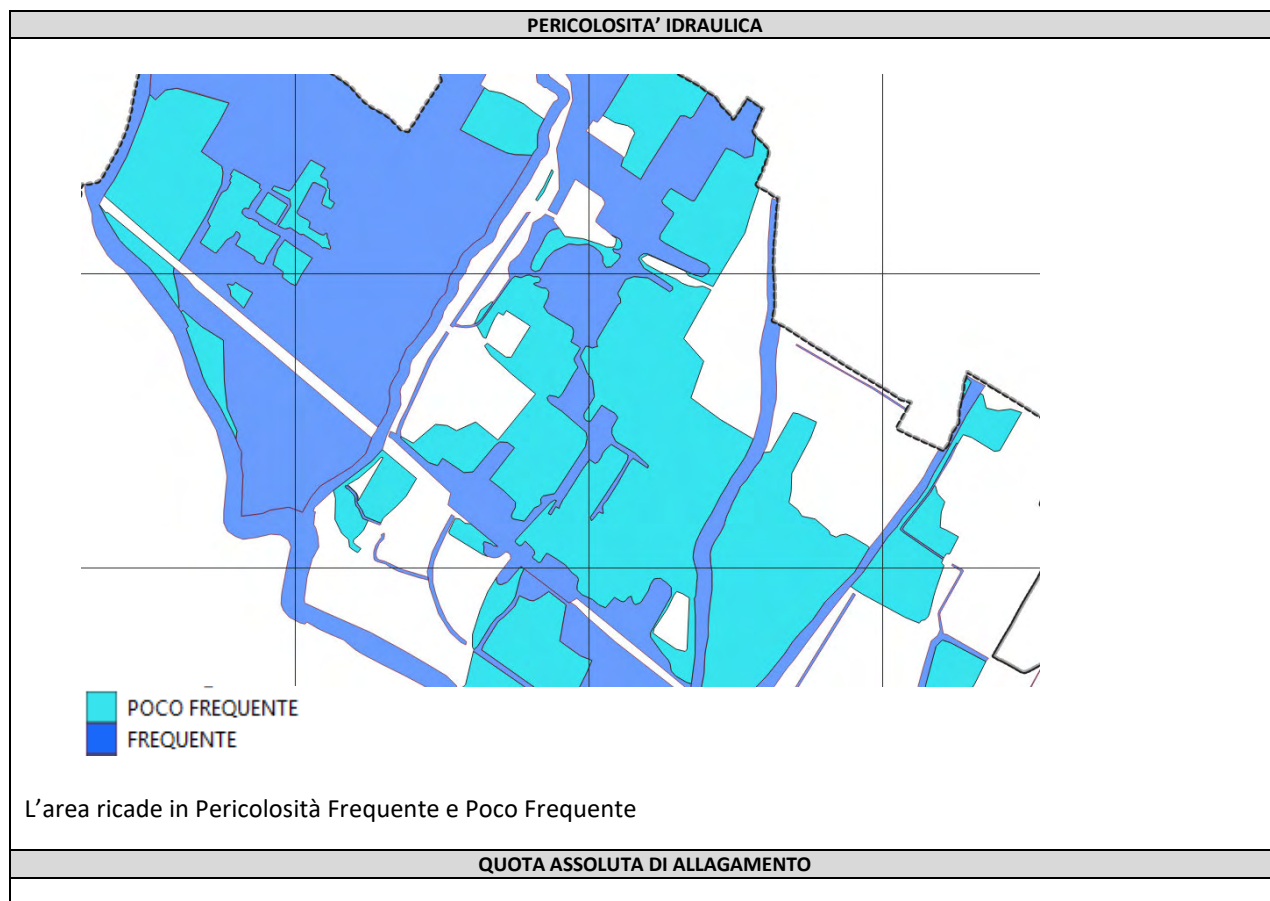 PERICOLOSITA’ IDRAULICA
POCO FREQUENTE
FREQUENTE
L’area ricade in Pericolosità Frequente e Poco Frequente
QUOTA ASSOLUTA DI ALLAGAMENTO